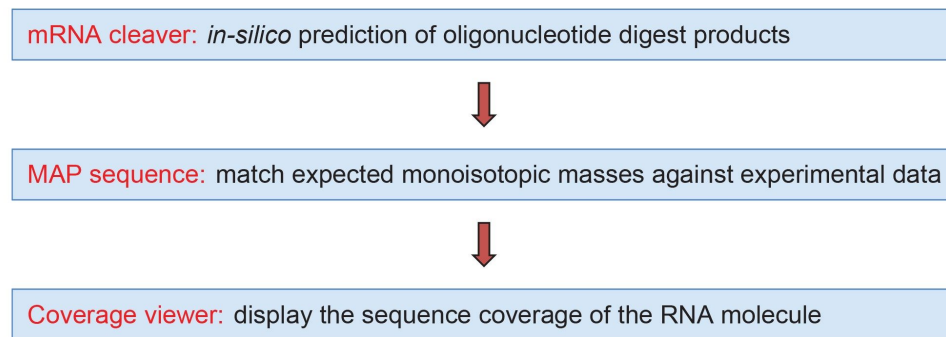 mRNA cleaver: in-silico prediction of oligonucleotide digest products
MAP sequence: match expected monoisotopic masses against experimental data
Coverage viewer: display the sequence coverage of the RNA molecule